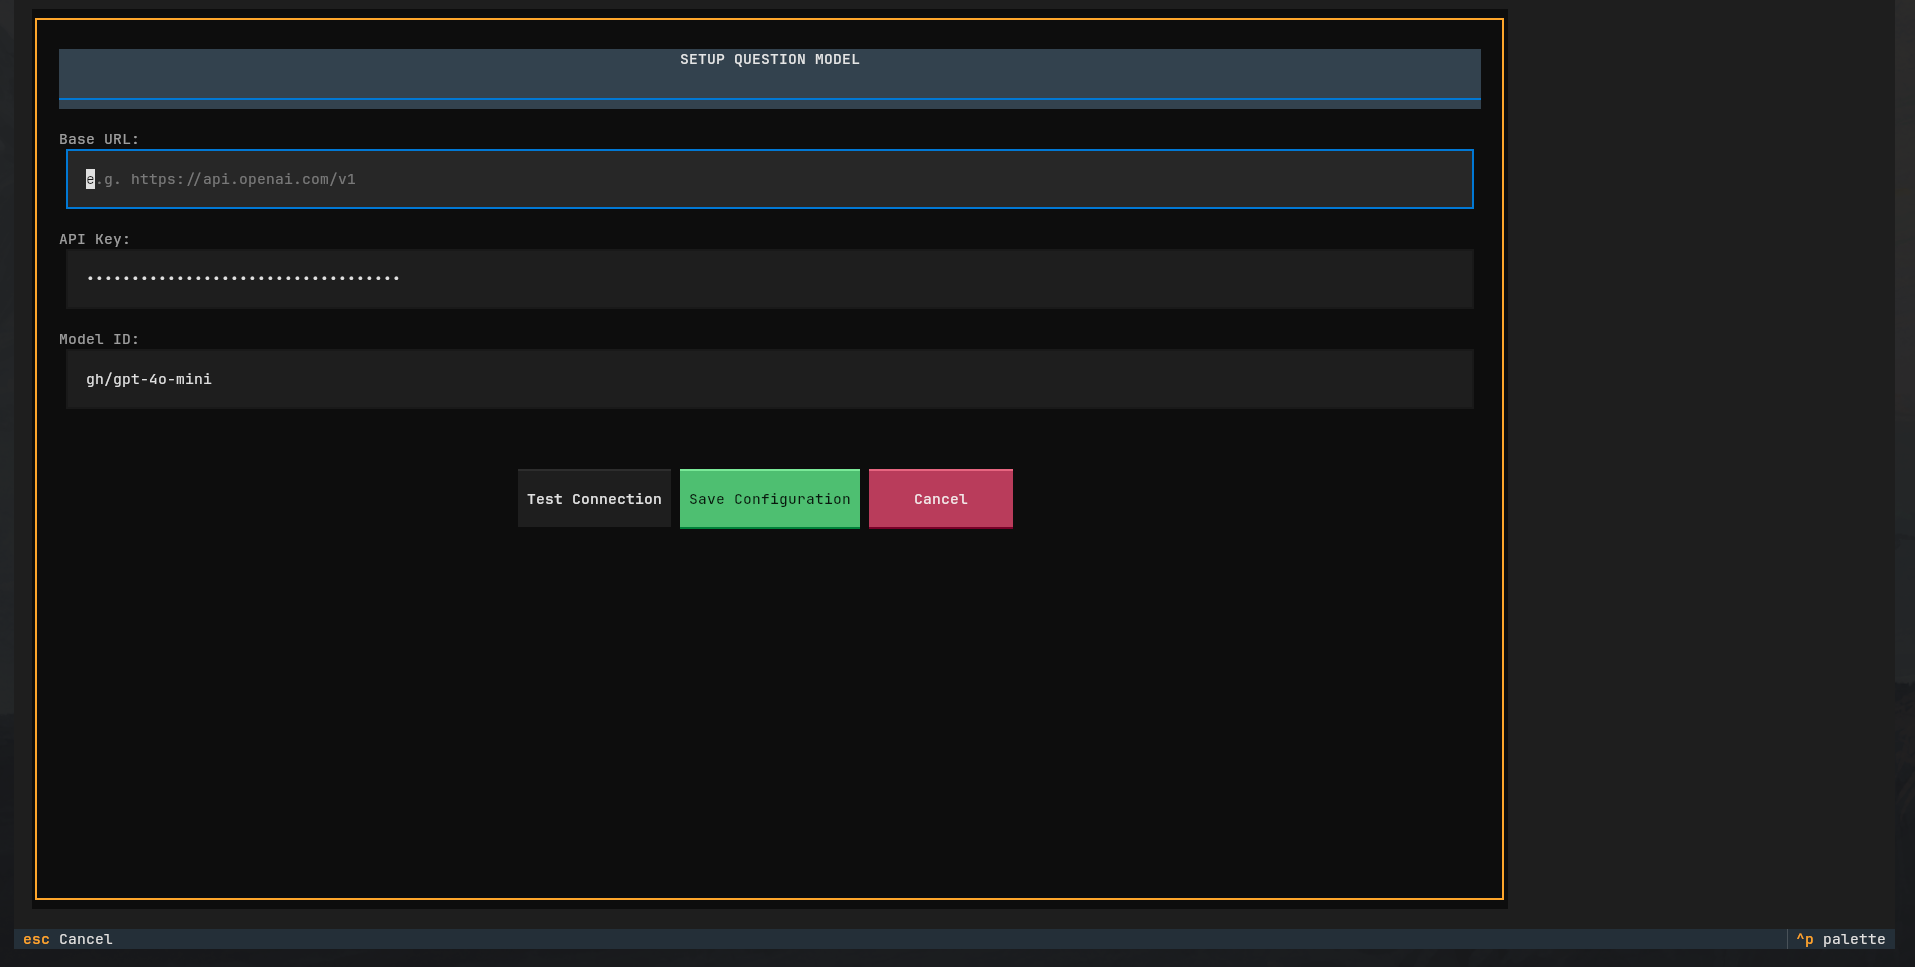 SETUP QUESTION MODEL
Base URL:
e.g. https://api.openai.com/v1
API Key:
•••••••••••••••••••••••••••••••••••
Model ID:
gh/gpt-4o-mini
Test Connection Save Configuration Cancel
esc Cancel ^p palette